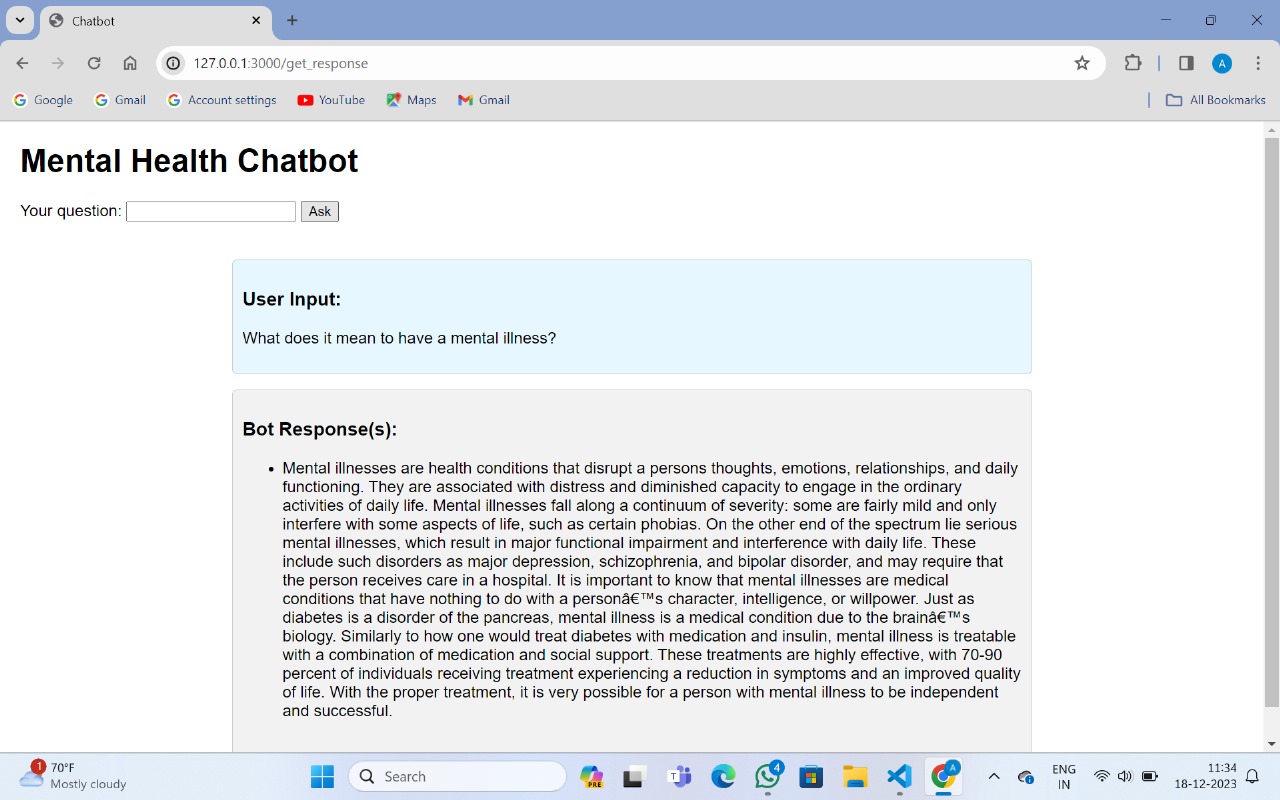 Chatbot
127.0.0.1:3000/get_response
A
Google
Gmail
Account settings
YouTube
Maps
Gmail
All Bookmarks
Mental Health Chatbot
Your question:
Ask
User Input:
What does it mean to have a mental illness?
Bot Response(s):
Mental illnesses are health conditions that disrupt a persons thoughts, emotions, relationships, and daily
functioning. They are associated with distress and diminished capacity to engage in the ordinary
activities of daily life. Mental illnesses fall along a continuum of severity: some are fairly mild and only
interfere with some aspects of life, such as certain phobias. On the other end of the spectrum lie serious
mental illnesses, which result in major functional impairment and interference with daily life. These
include such disorders as major depression, schizophrenia, and bipolar disorder, and may require that
the person receives care in a hospital. It is important to know that mental illnesses are medical
conditions that have nothing to do with a personâ€™s character, intelligence, or willpower. Just as
diabetes is a disorder of the pancreas, mental illness is a medical condition due to the brainâ€™s
biology. Similarly to how one would treat diabetes with medication and insulin, mental illness is treatable
with a combination of medication and social support. These treatments are highly effective, with 70-90
percent of individuals receiving treatment experiencing a reduction in symptoms and an improved quality
of life. With the proper treatment, it is very possible for a person with mental illness to be independent
and successful.
1
70°F
Mostly cloudy
Search
PRE
T
4
A
ENG
IN
11:34
18-12-2023